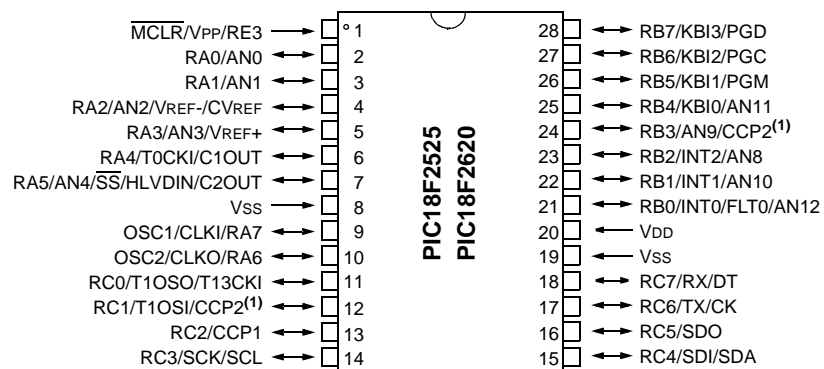 MCLR/VPP/RE3 1
RA0/AN0 2
RA1/AN1 3
RA2/AN2/VREF-/CVREF 4
RA3/AN3/VREF+ 5
RA4/T0CKI/C1OUT 6
RA5/AN4/SS/HLVDIN/C2OUT 7
VSS 8
OSC1/CLKI/RA7 9
OSC2/CLKO/RA6 10
RC0/T1OSO/T13CKI 11
RC1/T1OSI/CCP2(1) 12
RC2/CCP1 13
RC3/SCK/SCL 14
PIC18F2525
PIC18F2620
28 RB7/KBI3/PGD
27 RB6/KBI2/PGC
26 RB5/KBI1/PGM
25 RB4/KBI0/AN11
24 RB3/AN9/CCP2(1)
23 RB2/INT2/AN8
22 RB1/INT1/AN10
21 RB0/INT0/FLT0/AN12
20 VDD
19 VSS
18 RC7/RX/DT
17 RC6/TX/CK
16 RC5/SDO
15 RC4/SDI/SDA